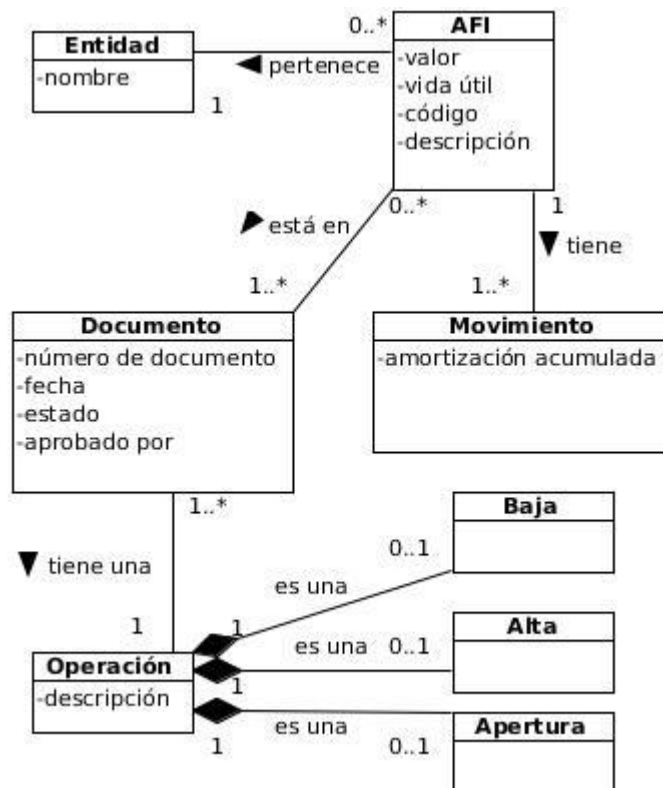 0..*
AFI
Entidad
-nombre
pertenece
1
-valor
-vida útil
-código
-descripción
0..*
1
está en
tiene
1..*
1..*
Documento
-número de documento
-fecha
-estado
-aprobado por
Movimiento
-amortización acumulada
1..*
tiene una
1
Baja
0..1
es una
1
Alta
es una
0..1
1
Operación
-descripción
Apertura
es una
1
0..1